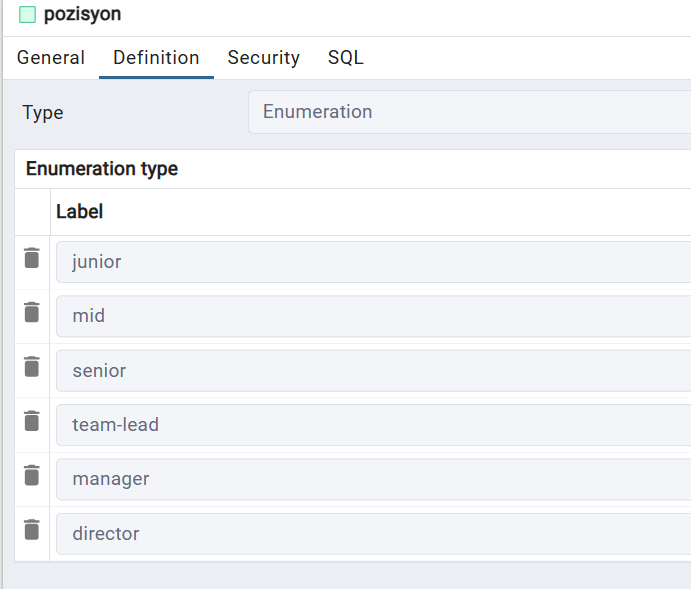 pozisyon
General Definition Security SQL
Type Enumeration
Enumeration type
Label
junior
mid
senior
team-lead
manager
director